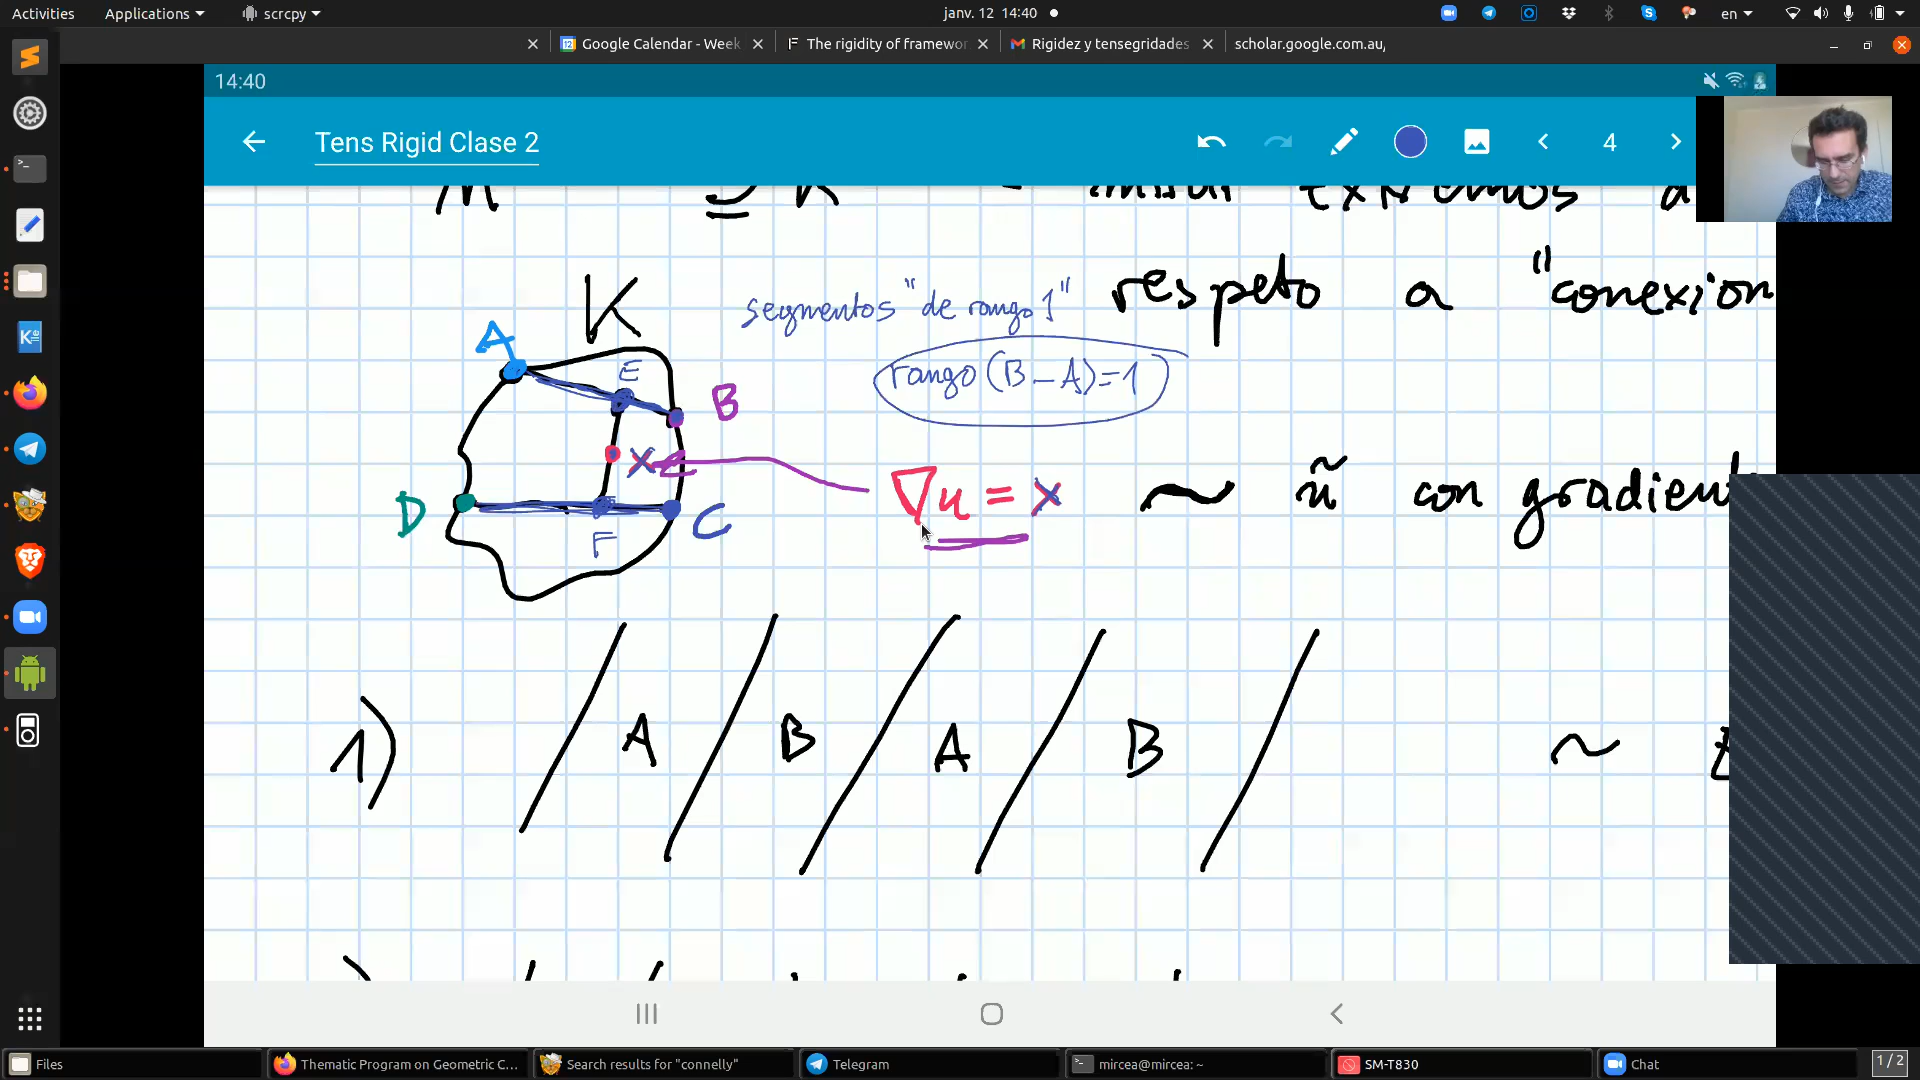 Activities Applications scrcpy janv. 12 14:40 en
Google Calendar - Week The rigidity of framewor Rigidez y tensegridades scholar.google.com.au,
14:40
Tens Rigid Clase 2 4
K segmentos "de rango 1" respeto a "conexion
A E rango (B-A)=1
B
X ∇u = X ~ ũ con gradient
D F C
1) A B A B ~
Files Thematic Program on Geometric C... Search results for "connelly" Telegram mircea@mircea: ~ SM-T830 Chat 1 / 2